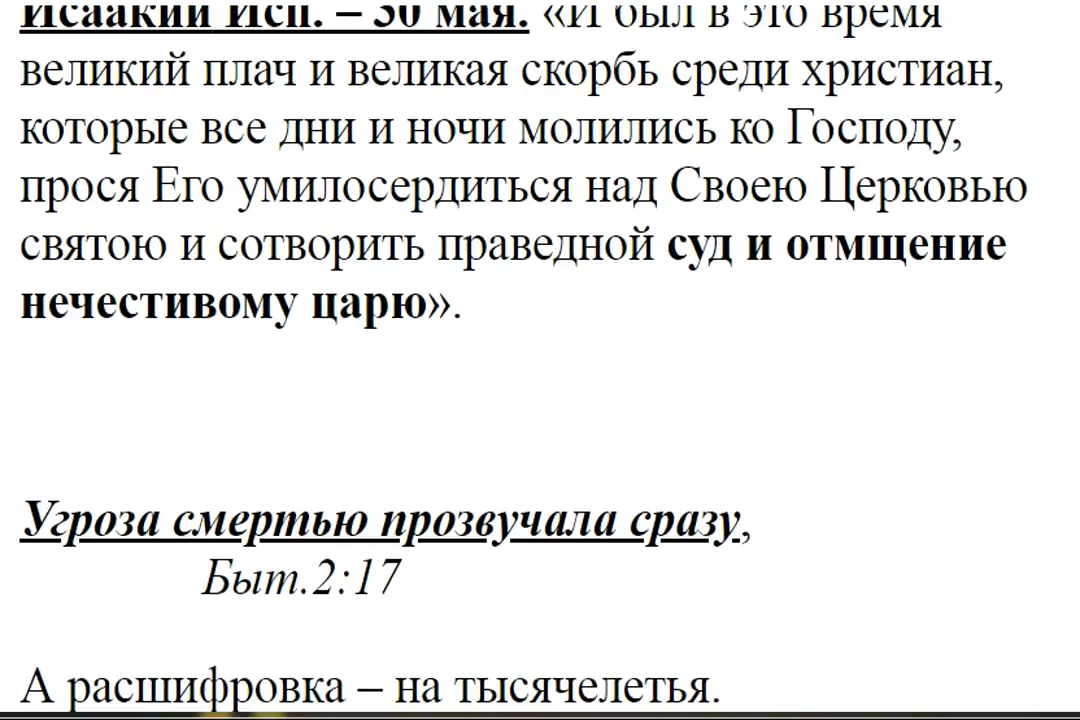 Исаакий Исп. – 30 мая. «И был в это время
великий плач и великая скорбь среди христиан,
которые все дни и ночи молились ко Господу,
прося Его умилосердиться над Своею Церковью
святою и сотворить праведной суд и отмщение
нечестивому царю».
Угроза смертью прозвучала сразу,
Быт.2:17
А расшифровка – на тысячелетья.